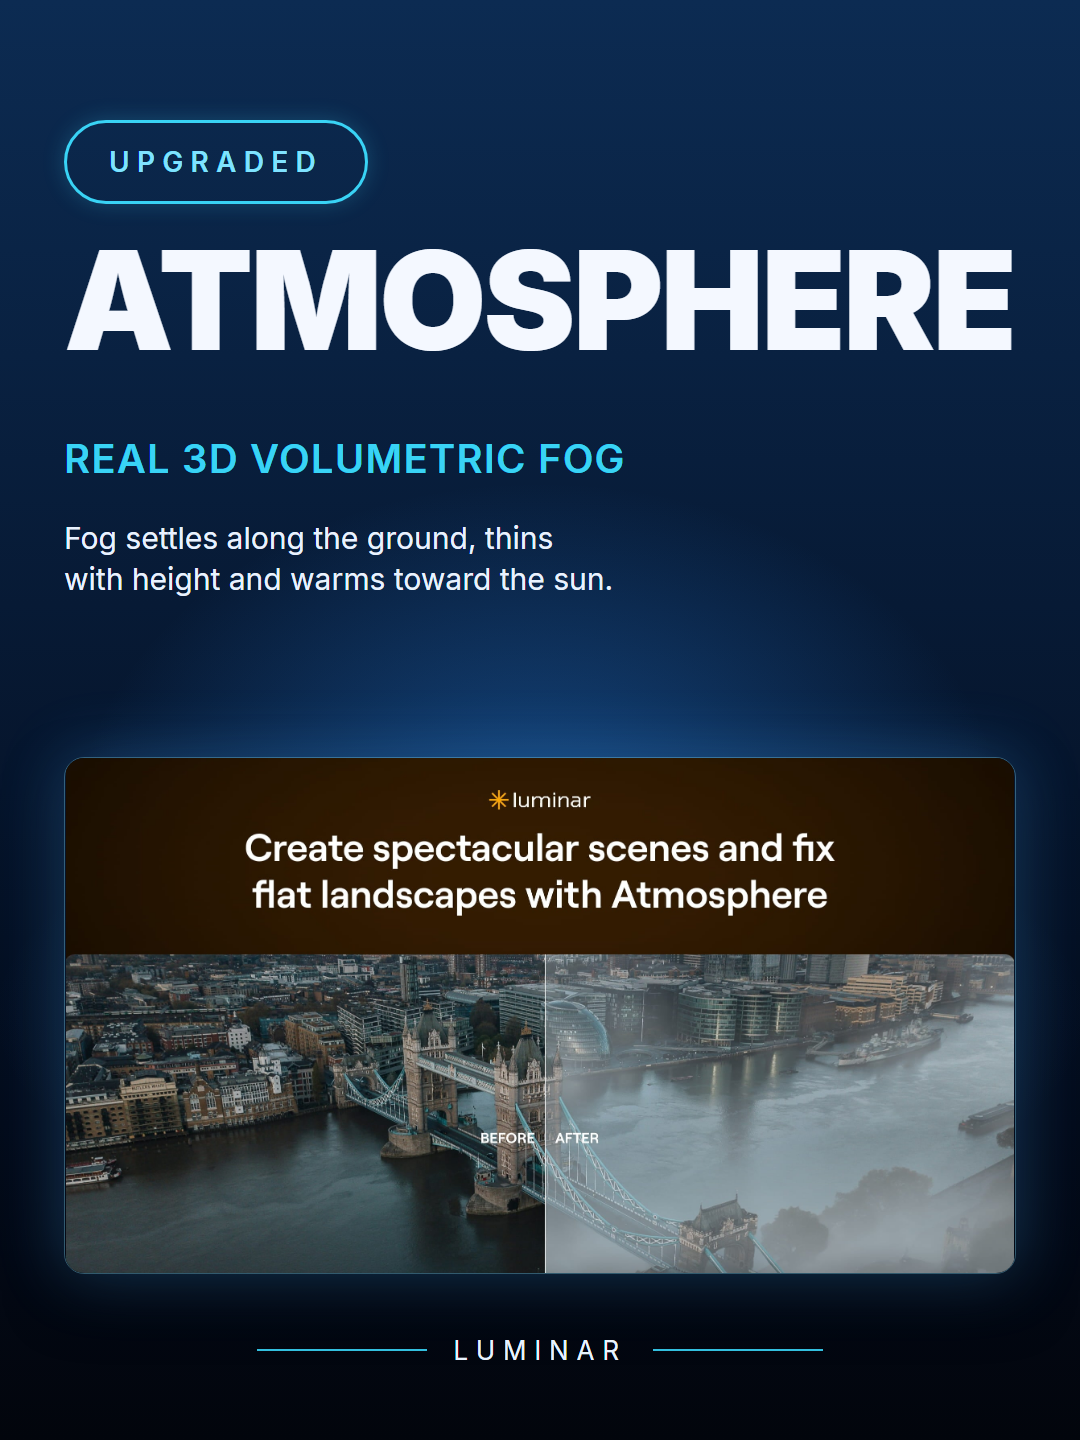 UPGRADED
ATMOSPHERE
REAL 3D VOLUMETRIC FOG
Fog settles along the ground, thins
with height and warms toward the sun.
luminar
Create spectacular scenes and fix
flat landscapes with Atmosphere
BEFORE AFTER
LUMINAR